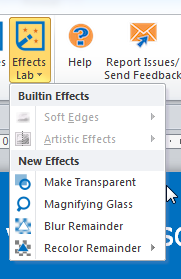 Effects
Lab
Help
Report Issues/
Send Feedback
Builtin Effects
Soft Edges
Artistic Effects
New Effects
Make Transparent
Magnifying Glass
Blur Remainder
Recolor Remainder